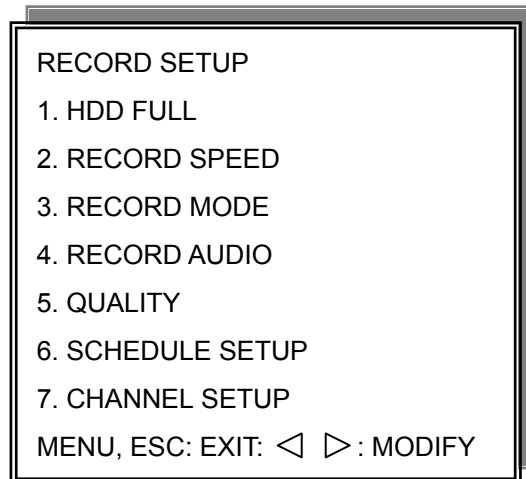 RECORD SETUP
1. HDD FULL
2. RECORD SPEED
3. RECORD MODE
4. RECORD AUDIO
5. QUALITY
6. SCHEDULE SETUP
7. CHANNEL SETUP
MENU, ESC: EXIT: ◁ ▷ : MODIFY